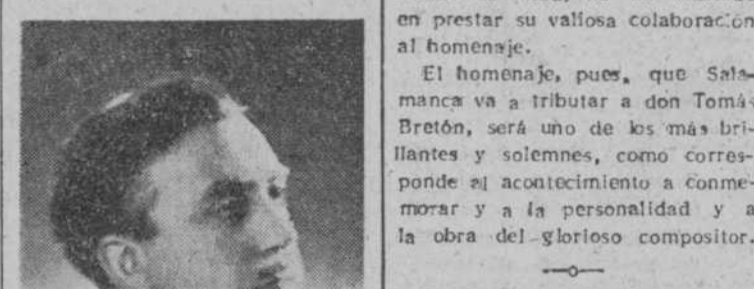 en prestar su valiosa colaboración
al homenaje.
El homenaje, pues, que Sala-
manca va a tributar a don Tomás
Bretón, será uno de los más bri-
llantes y solemnes, como corres-
ponde al acontecimiento a conme-
morar y a la personalidad y a
la obra del glorioso compositor.